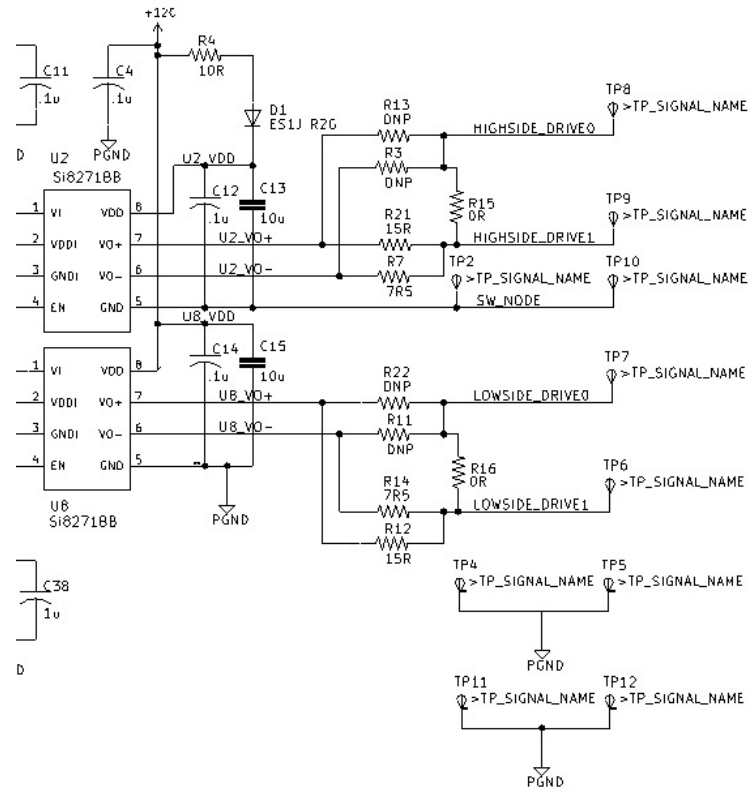 +12C
R4
10R
C11
.1u
C4
.1u
PGND
D
D1
ES1J R2G
U2
Si8271BB
U2_VDD
C12
.1u
C13
10u
1 VI VDD 8
2 VDDI VO+ 7 U2_VO+
3 GNDI VO- 6 U2_VO-
4 EN GND 5
R13
DNP
R3
DNP
R15
0R
R21
15R
R7
7R5
HIGHSIDE_DRIVE0
TP8
>TP_SIGNAL_NAME
HIGHSIDE_DRIVE1
TP9
>TP_SIGNAL_NAME
TP2
>TP_SIGNAL_NAME
TP10
>TP_SIGNAL_NAME
SW_NODE
U8_VDD
C14
.1u
C15
10u
1 VI VDD 8
2 VDDI VO+ 7 U8_VO+
3 GNDI VO- 6 U8_VO-
4 EN GND 5
U8
Si8271BB
PGND
R22
DNP
R11
DNP
R16
0R
R14
7R5
R12
15R
LOWSIDE_DRIVE0
TP7
>TP_SIGNAL_NAME
LOWSIDE_DRIVE1
TP6
>TP_SIGNAL_NAME
C38
1u
D
TP4
>TP_SIGNAL_NAME
TP5
>TP_SIGNAL_NAME
PGND
TP11
>TP_SIGNAL_NAME
TP12
>TP_SIGNAL_NAME
PGND